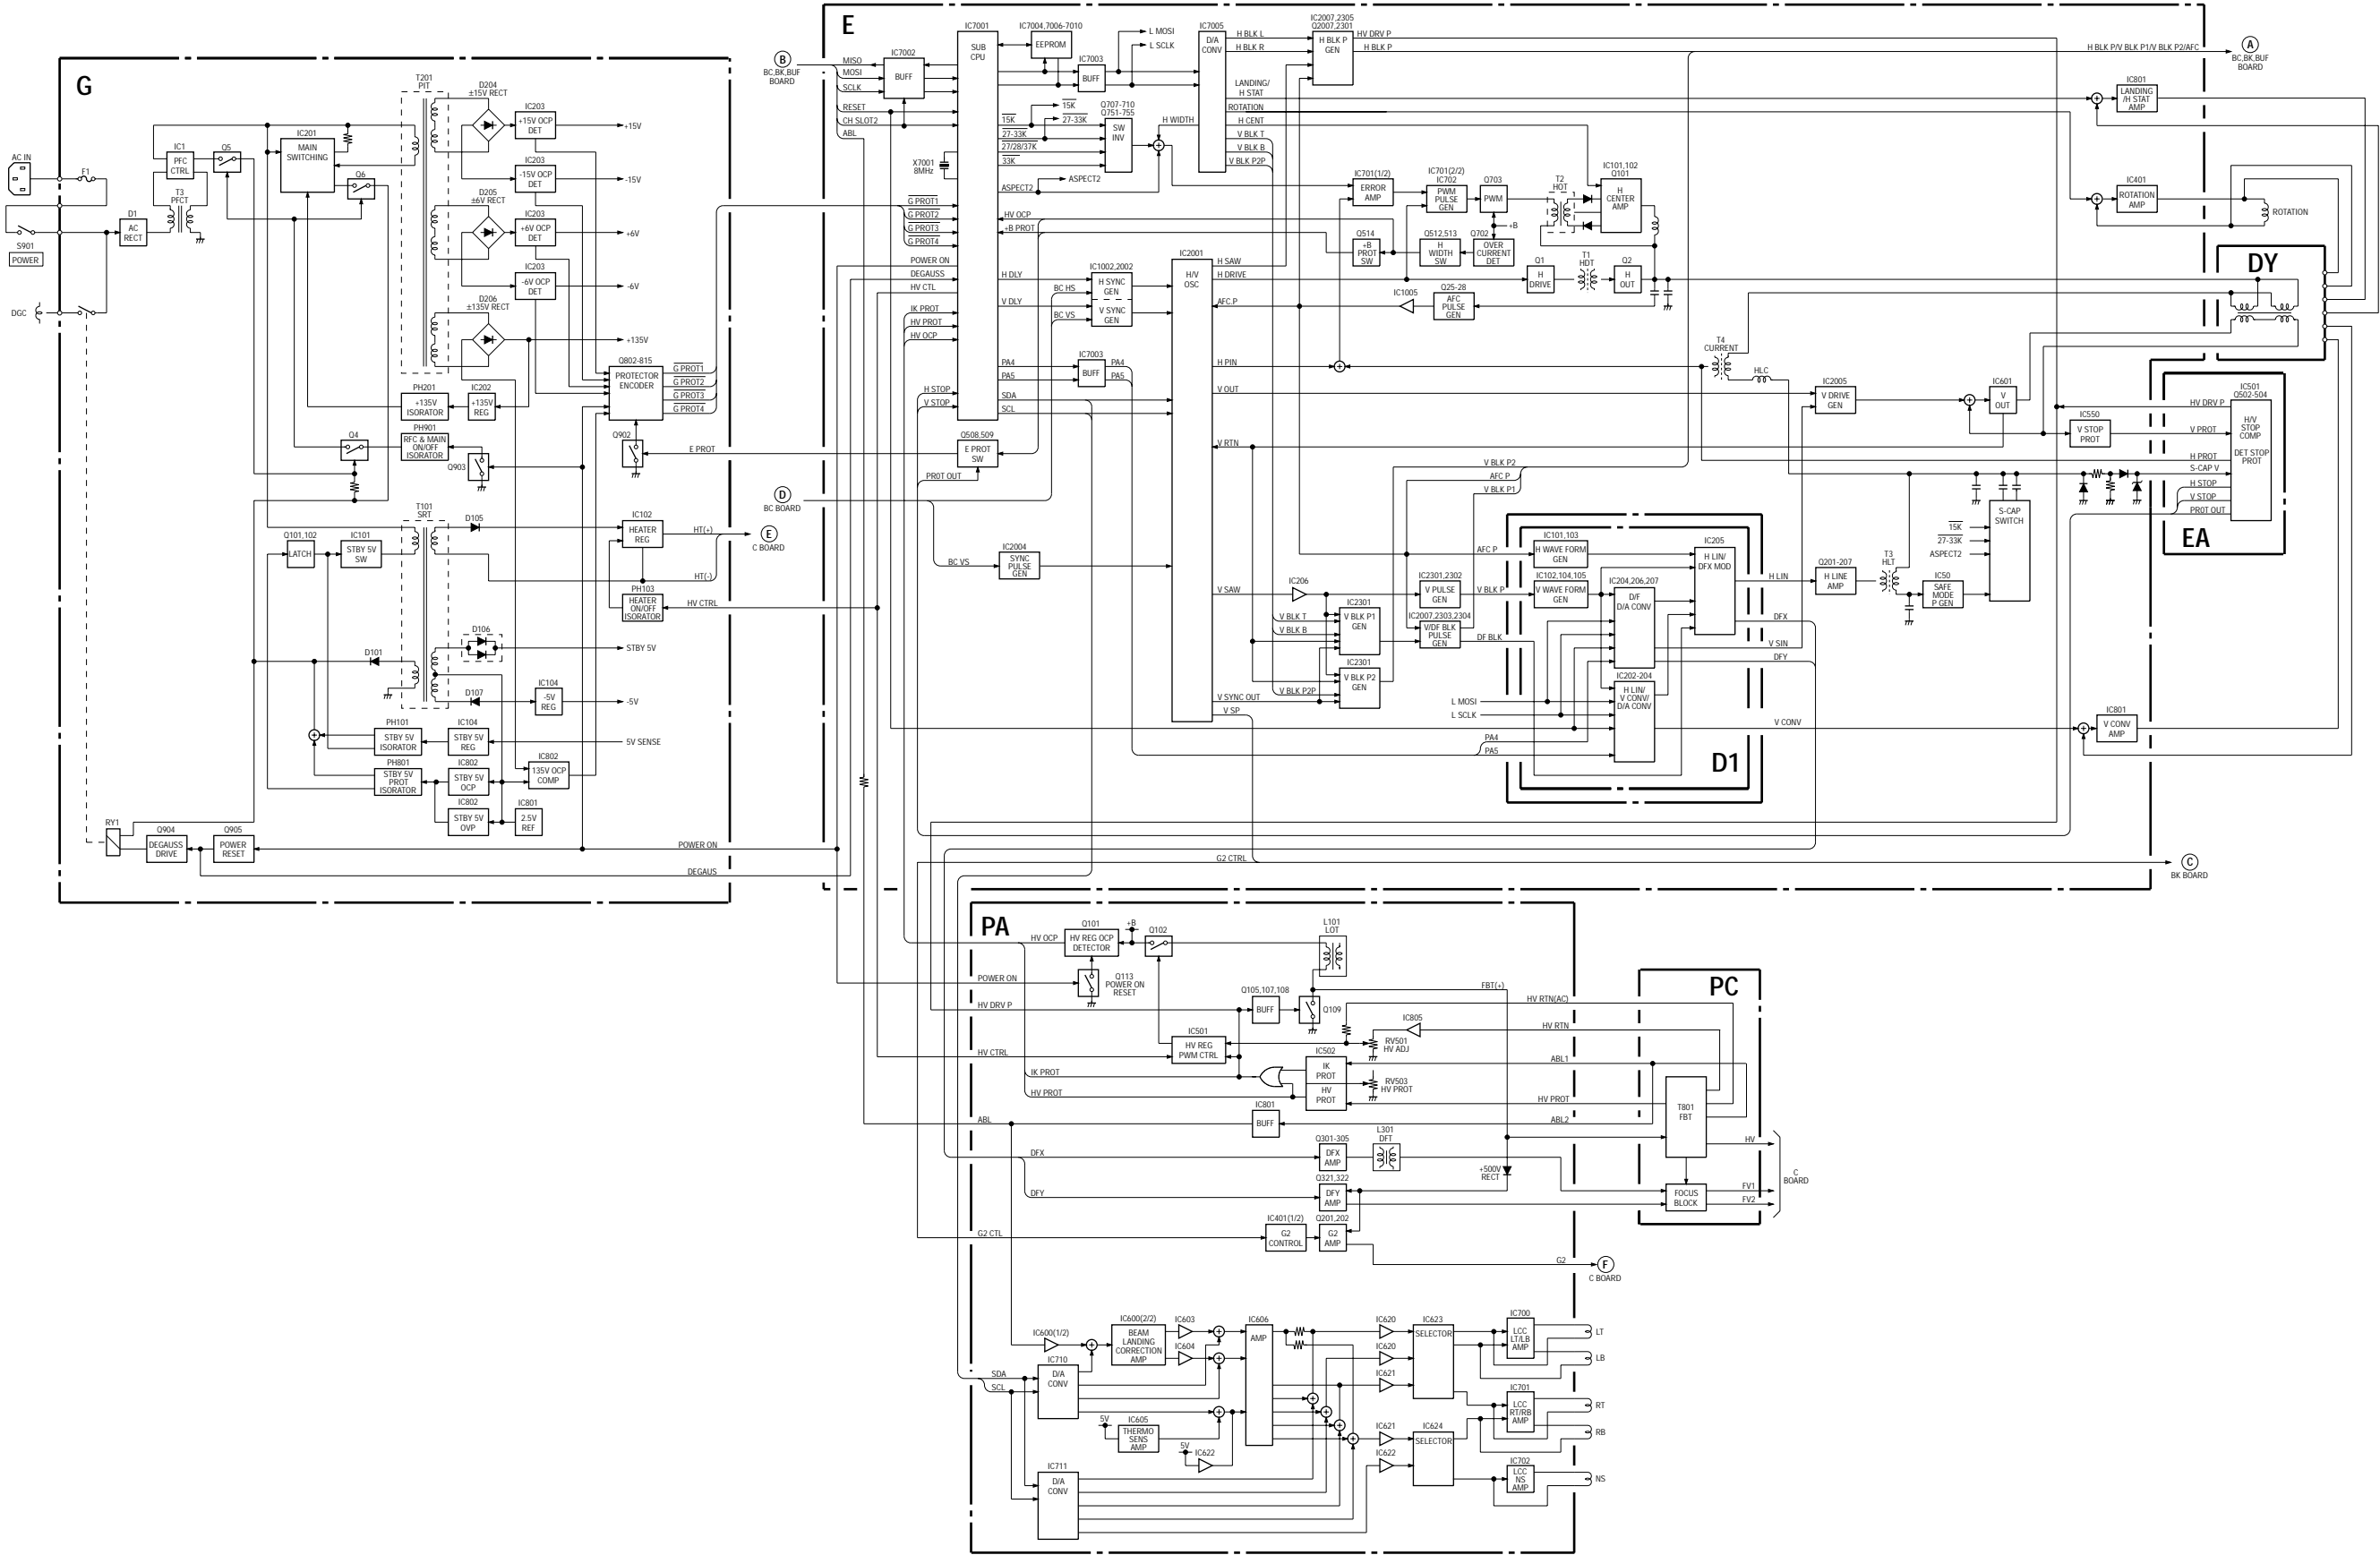 G
AC IN
F1
S901
POWER
DGC
D1
AC
RECT
IC1
PFC
CTRL
T3
PFCT
Q5
IC201
MAIN
SWITCHING
Q6
T201
PIT
D204
±15V RECT
D205
±6V RECT
D206
±135V RECT
IC203
+15V OCP
DET
+15V
IC203
-15V OCP
DET
-15V
IC203
+6V OCP
DET
+6V
IC203
-6V OCP
DET
-6V
+135V
Q802-815
PROTECTOR
ENCODER
G PROT1
G PROT2
G PROT3
G PROT4
PH201
+135V
ISORATOR
IC202
+135V
REG
Q4
PH901
RFC & MAIN
ON/OFF
ISORATOR
Q903
Q902
E PROT
T101
SRT
D105
IC102
HEATER
REG
HT(+)
E
C BOARD
HT(-)
Q101,102
LATCH
IC101
STBY 5V
SW
PH103
HEATER
ON/OFF
ISORATOR
HV CTRL
D106
STBY 5V
D101
D107
IC104
-5V
REG
-5V
PH101
STBY 5V
ISORATOR
IC104
STBY 5V
REG
5V SENSE
PH801
STBY 5V
PROT
ISORATOR
IC802
STBY 5V
OCP
IC802
135V OCP
COMP
IC802
STBY 5V
OVP
IC801
2.5V
REF
RY1
Q904
DEGAUSS
DRIVE
Q905
POWER
RESET
POWER ON
DEGAUS
E
B
BC,BK,BUF
BOARD
MISO
MOSI
SCLK
RESET
CH SLOT2
ABL
IC7002
BUFF
IC7001
SUB
CPU
IC7004,7006-7010
EEPROM
IC7003
BUFF
L MOSI
L SCLK
X7001
8MHz
15K
27-33K
27/28/37K
33K
ASPECT2
15K
27-33K
ASPECT2
Q707-710
Q751-755
SW
INV
H WIDTH
G PROT1
G PROT2
G PROT3
G PROT4
HV OCP
+B PROT
POWER ON
DEGAUSS
HV CTL
IK PROT
HV PROT
HV OCP
H DLY
V DLY
BC HS
BC VS
IC1002,2002
H SYNC
GEN
V SYNC
GEN
PA4
PA5
IC7003
BUFF
PA4
PA5
H STOP
V STOP
SDA
SCL
Q508,509
E PROT
SW
PROT OUT
D
BC BOARD
BC VS
IC2004
SYNC
PULSE
GEN
IC7005
D/A
CONV
H BLK L
H BLK R
LANDING/
H STAT
ROTATION
H CENT
V BLK T
V BLK B
V BLK P2P
IC2007,2305
Q2007,2301
H BLK P
GEN
HV DRV P
H BLK P
H BLK P/V BLK P1/V BLK P2/AFC
A
BC,BK,BUF
BOARD
IC701(1/2)
ERROR
AMP
IC701(2/2)
IC702
PWM
PULSE
GEN
Q703
PWM
T2
HOT
IC101,102
Q101
H
CENTER
AMP
+B
Q514
+B
PROT
SW
Q512,513
H
WIDTH
SW
Q702
OVER
CURRENT
DET
IC2001
H/V
OSC
H SAW
H DRIVE
AFC.P
H PIN
V OUT
V RTN
V SAW
V SYNC OUT
V SP
Q1
H
DRIVE
T1
HDT
Q2
H
OUT
IC1005
Q25-28
AFC
PULSE
GEN
T4
CURRENT
HLC
IC2005
V DRIVE
GEN
IC601
V
OUT
IC550
V STOP
PROT
IC801
LANDING
/H STAT
AMP
IC401
ROTATION
AMP
ROTATION
DY
HV DRV P
V PROT
H PROT
S-CAP V
H STOP
V STOP
PROT OUT
IC501
Q502-504
H/V
STOP
COMP
DET STOP
PROT
EA
S-CAP
SWITCH
15K
27-33K
ASPECT2
V BLK P2
AFC P
V BLK P1
AFC P
IC206
IC2301,2302
V PULSE
GEN
V BLK P
IC2301
V BLK P1
GEN
V BLK T
V BLK B
IC2007,2303,2304
V/DF BLK
PULSE
GEN
DF BLK
IC2301
V BLK P2
GEN
V BLK P2P
IC101,103
H WAVE FORM
GEN
IC102,104,105
V WAVE FORM
GEN
IC205
H LIN/
DFX MOD
IC204,206,207
D/F
D/A CONV
IC202-204
H LIN/
V CONV/
D/A CONV
L MOSI
L SCLK
PA4
PA5
D1
H LIN
DFX
V SIN
DFY
V CONV
Q201-207
H LINE
AMP
T3
HLT
IC50
SAFE
MODE
P GEN
IC801
V CONV
AMP
G2 CTRL
C
BK BOARD
PA
HV OCP
Q101
HV REG OCP
DETECTOR
+B
Q102
L101
LOT
POWER ON
Q113
POWER ON
RESET
HV DRV P
Q105,107,108
BUFF
Q109
FBT(+)
HV RTN(AC)
HV CTRL
IC501
HV REG
PWM CTRL
RV501
HV ADJ
IC805
HV RTN
IK PROT
HV PROT
IC502
IK
PROT
HV
PROT
RV503
HV PROT
ABL1
HV PROT
ABL
IC801
BUFF
ABL2
DFX
Q301-305
DFX
AMP
L301
DFT
DFY
Q321,322
DFY
AMP
+500V
RECT
G2 CTL
IC401(1/2)
G2
CONTROL
Q201,202
G2
AMP
G2
F
C BOARD
PC
T801
FBT
FOCUS
BLOCK
HV
FV1
FV2
C
BOARD
IC600(1/2)
IC600(2/2)
BEAM
LANDING
CORRECTION
AMP
IC603
IC604
SDA
SCL
IC710
D/A
CONV
5V
IC605
THERMO
SENS
AMP
5V
IC622
IC711
D/A
CONV
IC606
AMP
IC620
IC620
IC621
IC621
IC622
IC623
SELECTOR
IC624
SELECTOR
IC700
LCC
LT/LB
AMP
LT
LB
IC701
LCC
RT/RB
AMP
RT
RB
IC702
LCC
NS
AMP
NS